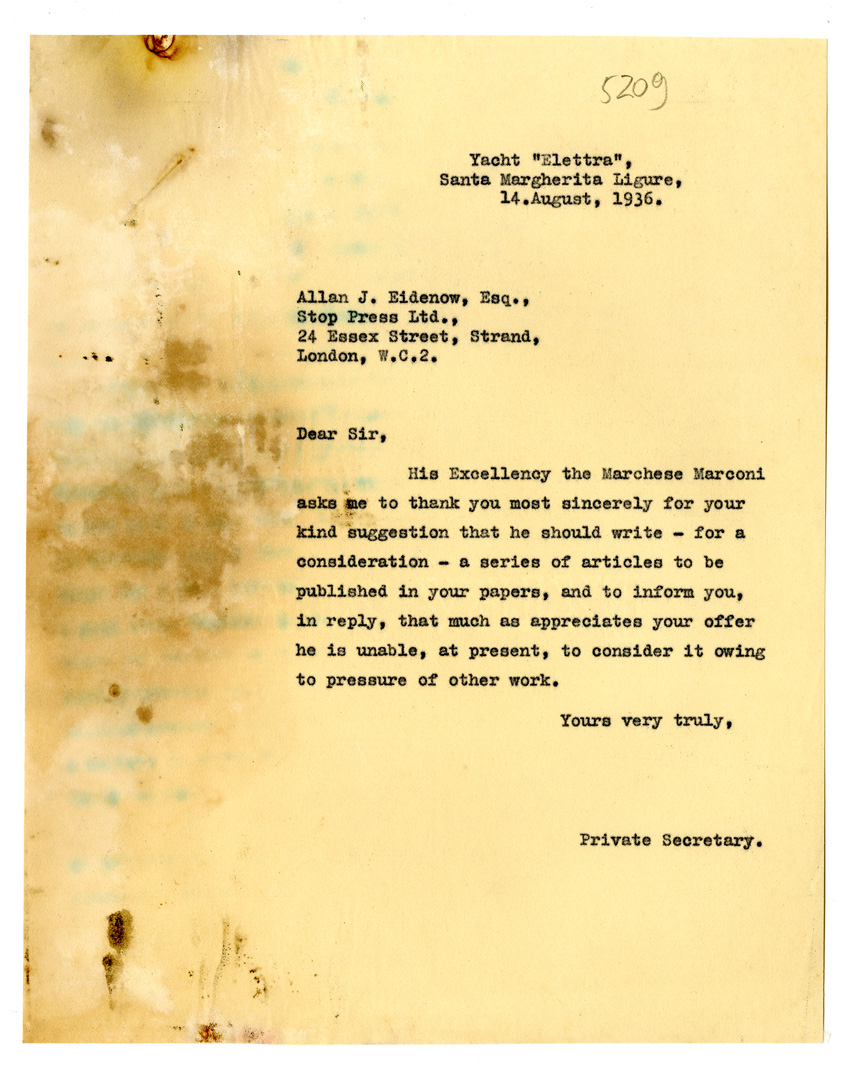 5209
Yacht "Elettra",
Santa Margherita Ligure,
14.August, 1936.
Allan J. Eidenow, Esq.,
Stop Press Ltd.,
24 Essex Street, Strand,
London, W.C.2.
Dear Sir,
His Excellency the Marchese Marconi
asks me to thank you most sincerely for your
kind suggestion that he should write - for a
consideration - a series of articles to be
published in your papers, and to inform you,
in reply, that much as appreciates your offer
he is unable, at present, to consider it owing
to pressure of other work.
Yours very truly,
Private Secretary.